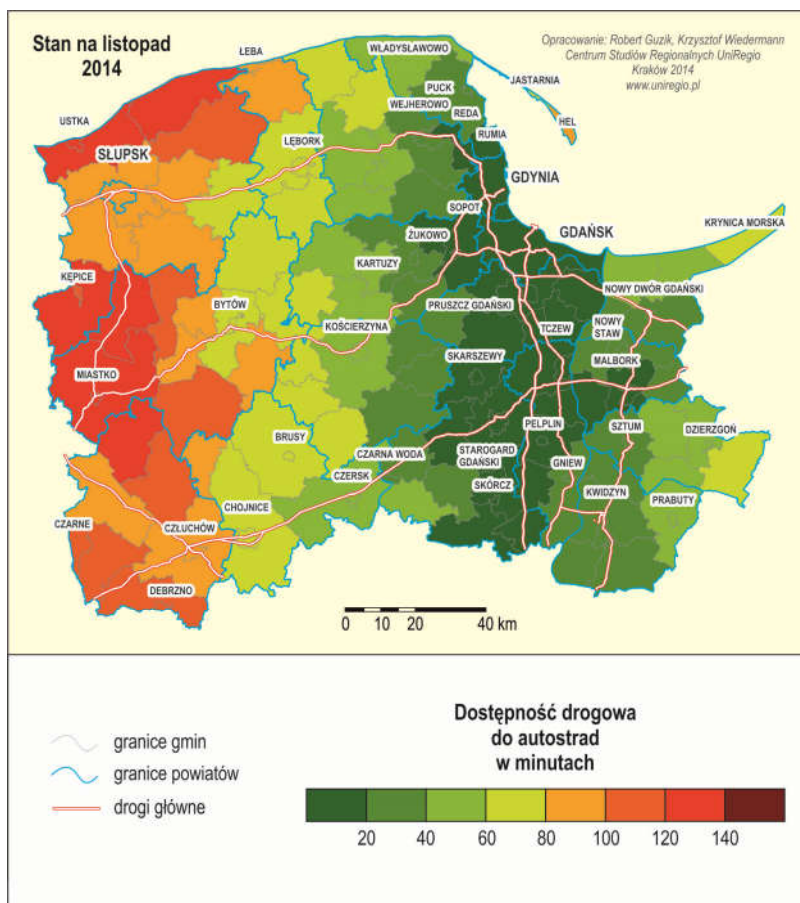 Stan na listopad
2014
Opracowanie: Robert Guzik, Krzysztof Wiedermann
Centrum Studiów Regionalnych UniRegio
Kraków 2014
www.uniregio.pl
ŁEBA
WŁADYSŁAWOWO
JASTARNIA
PUCK
WEJHEROWO
HEL
REDA
USTKA
RUMIA
LĘBORK
SŁUPSK
GDYNIA
SOPOT
KRYNICA MORSKA
GDAŃSK
ŻUKOWO
KARTUZY
KĘPICE
NOWY DWÓR GDAŃSKI
BYTÓW
PRUSZCZ GDAŃSKI
KOŚCIERZYNA
TCZEW
NOWY
STAW
SKARSZEWY
MALBORK
MIASTKO
PELPLIN
SZTUM
DZIERZGOŃ
BRUSY
STAROGARD
GDAŃSKI
CZARNA WODA
GNIEW
CZERSK
SKÓRCZ
KWIDZYN
PRABUTY
CHOJNICE
CZARNE
CZŁUCHÓW
DEBRZNO
0 10 20 40 km
granice gmin
granice powiatów
drogi główne
Dostępność drogowa
do autostrad
w minutach
20 40 60 80 100 120 140